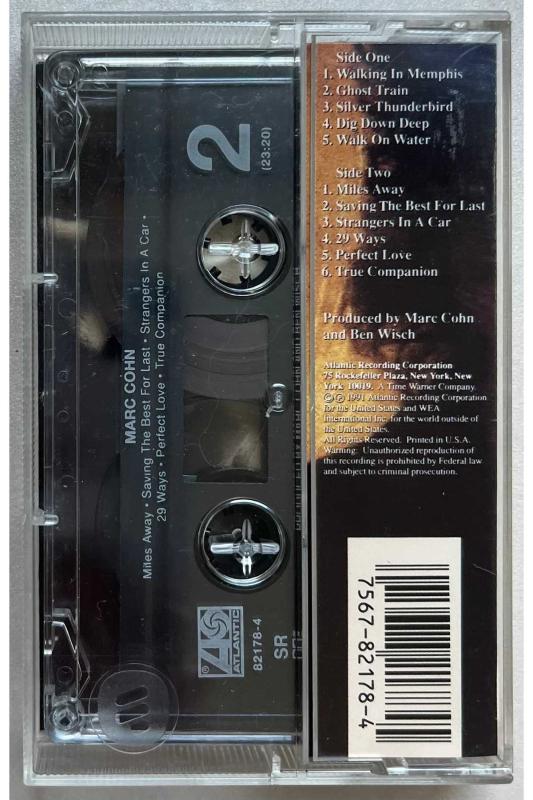 Side One
1. Walking In Memphis
2. Ghost Train
3. Silver Thunderbird
4. Dig Down Deep
5. Walk On Water
Side Two
1. Miles Away
2. Saving The Best For Last
3. Strangers In A Car
4. 29 Ways
5. Perfect Love
6. True Companion
Produced by Marc Cohn
and Ben Wisch
Atlantic Recording Corporation
75 Rockefeller Plaza, New York, New
York 10019. A Time Warner Company.
©℗ 1991 Atlantic Recording Corporation
for the United States and WEA
International Inc. for the world outside of
the United States.
All Rights Reserved. Printed in U.S.A.
Warning: Unauthorized reproduction of
this recording is prohibited by Federal law
and subject to criminal prosecution.
7567-82178-4
2
(23:20)
MARC COHN
Miles Away • Saving The Best For Last • Strangers In A Car •
29 Ways • Perfect Love • True Companion
ATLANTIC
®
82178-4
SR